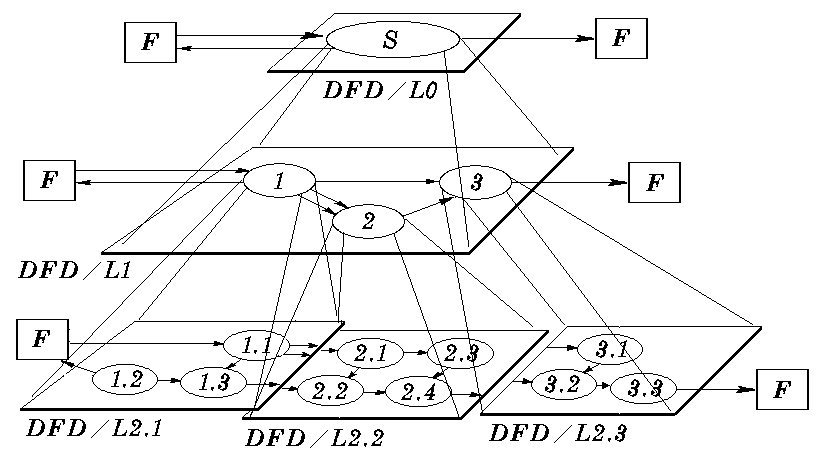 F S F
DFD/L0
F 1 3 F
2
DFD/L1
F 1.1 2.1 2.3 3.1
1.2 1.3 2.2 2.4 3.2 3.3 F
DFD/L2.1 DFD/L2.2 DFD/L2.3